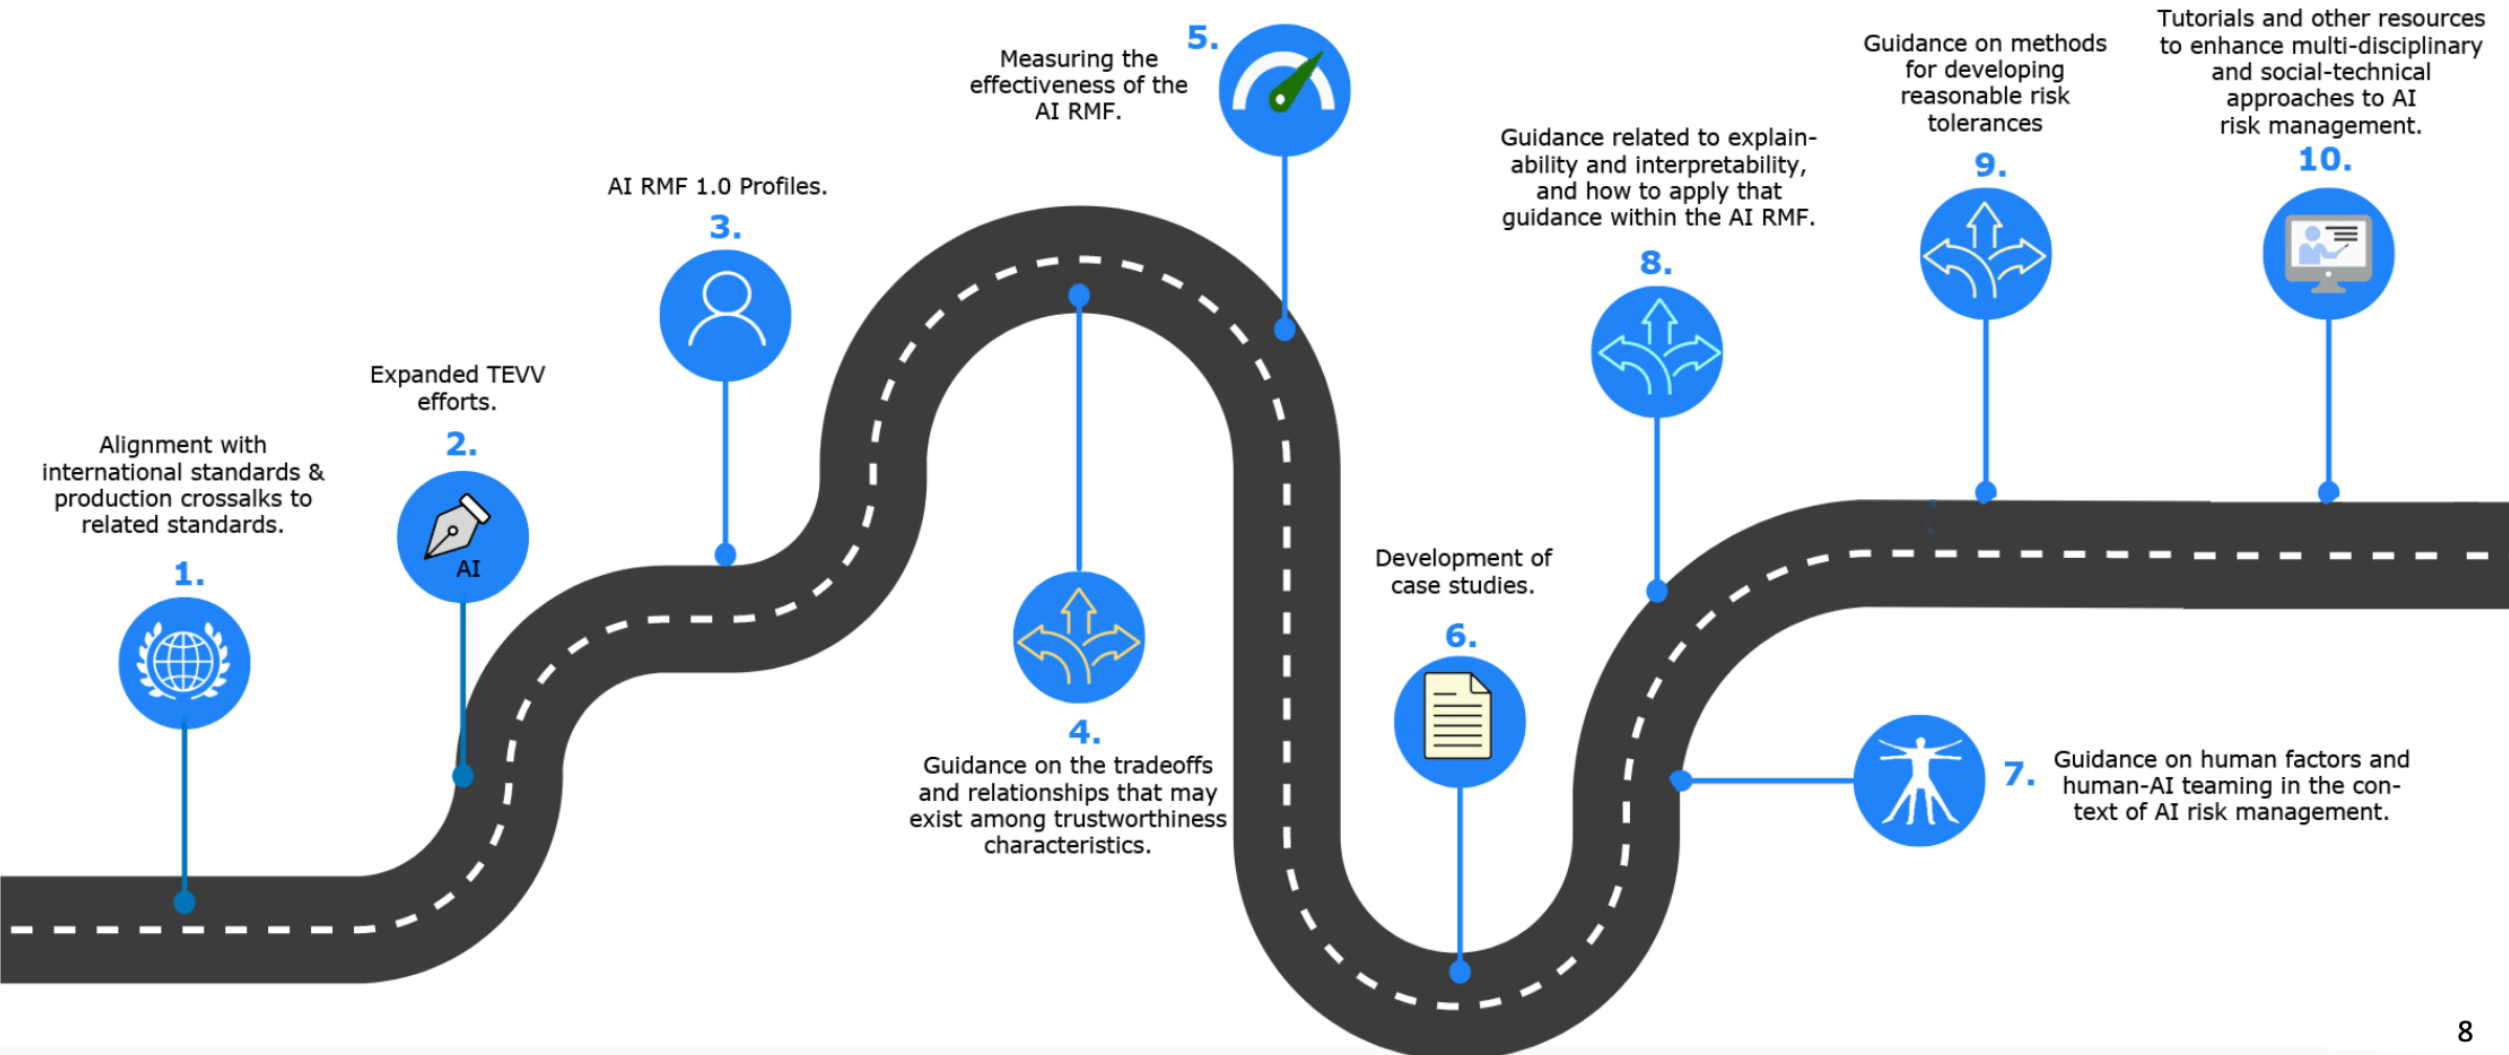 Alignment with
international standards &
production crossalks to
related standards.
1.
Expanded TEVV
efforts.
2.
AI
AI RMF 1.0 Profiles.
3.
4.
Guidance on the tradeoffs
and relationships that may
exist among trustworthiness
characteristics.
5.
Measuring the
effectiveness of the
AI RMF.
Development of
case studies.
6.
7.
Guidance on human factors and
human-AI teaming in the con-
text of AI risk management.
Guidance related to explain-
ability and interpretability,
and how to apply that
guidance within the AI RMF.
8.
Guidance on methods
for developing
reasonable risk
tolerances
9.
Tutorials and other resources
to enhance multi-disciplinary
and social-technical
approaches to AI
risk management.
10.
8